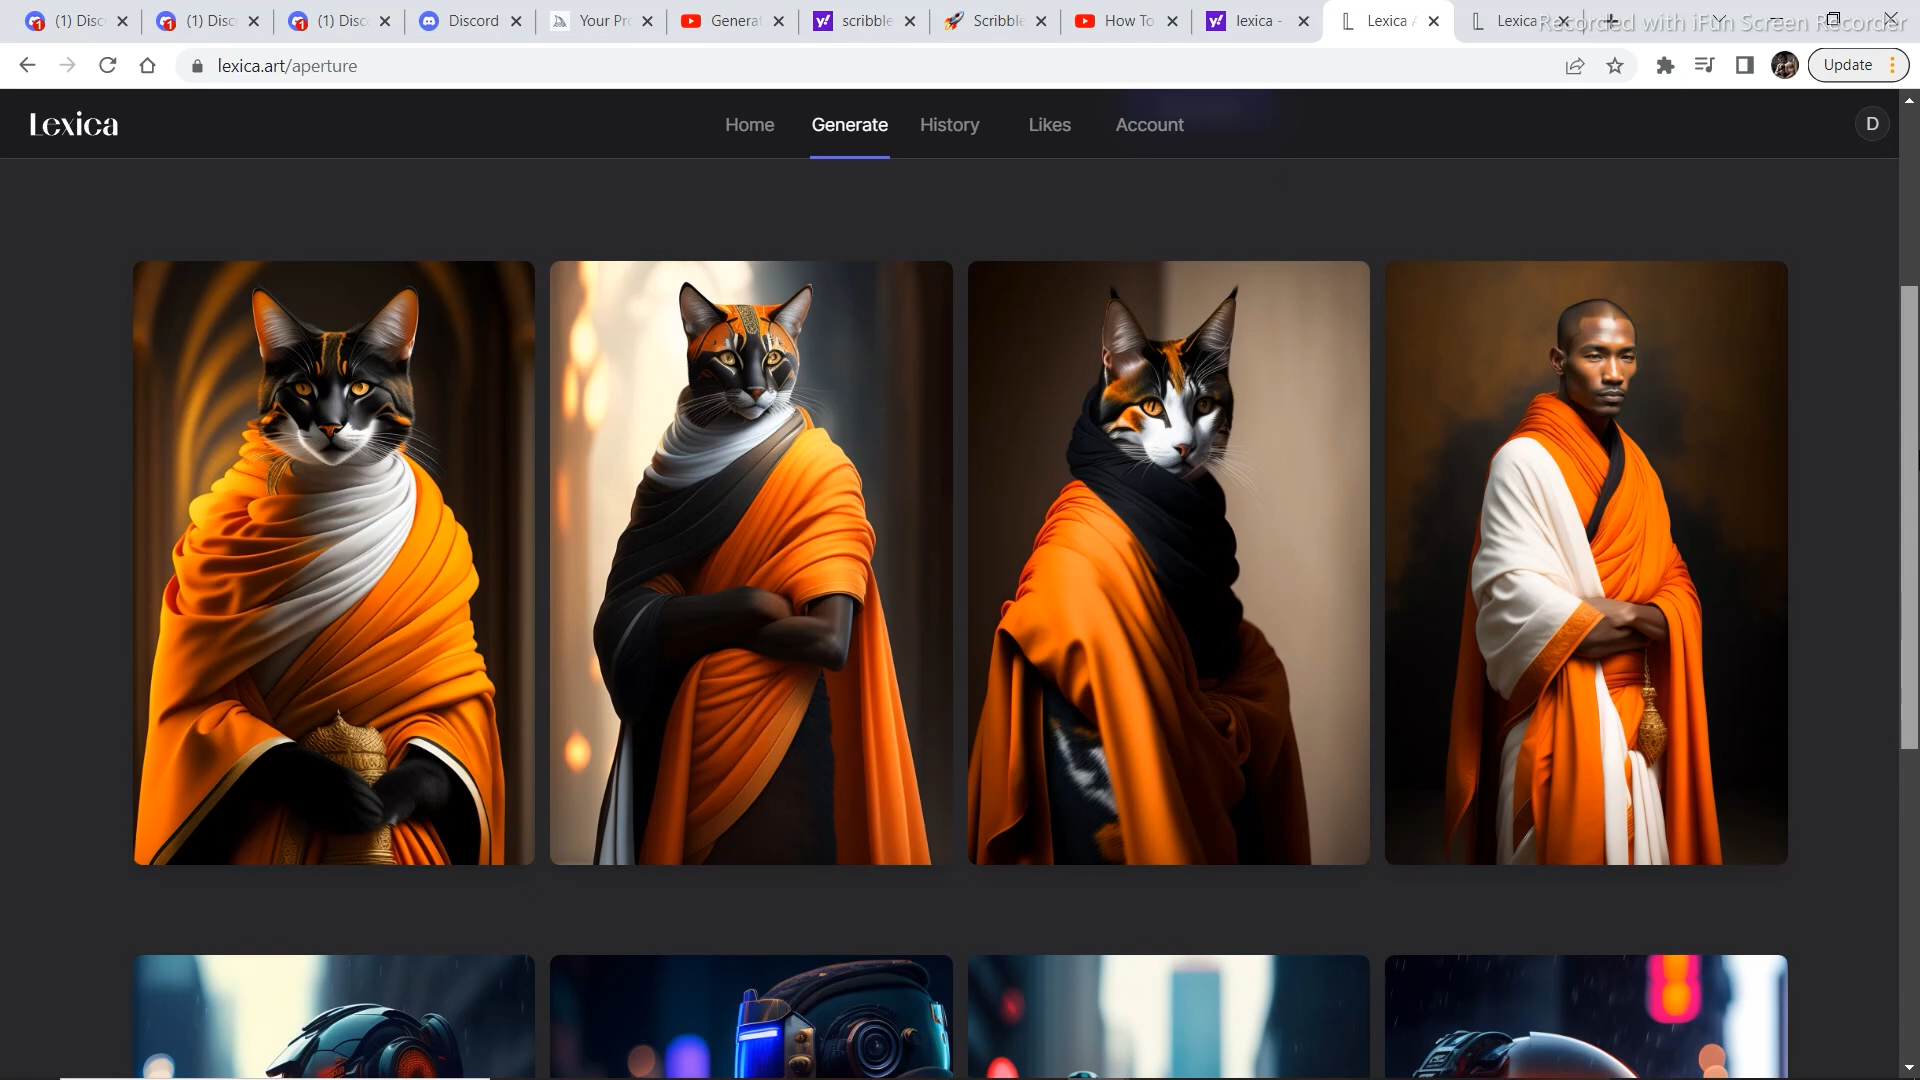 (1) Disc
(1) Disc
(1) Disc
Discord
Your Pr
Generat
scribble
Scribble
How To
lexica -
Lexica A
Lexica
Recorded with iFun Screen Recorder
lexica.art/aperture
Update
Lexica
Home
Generate
History
Likes
Account
D